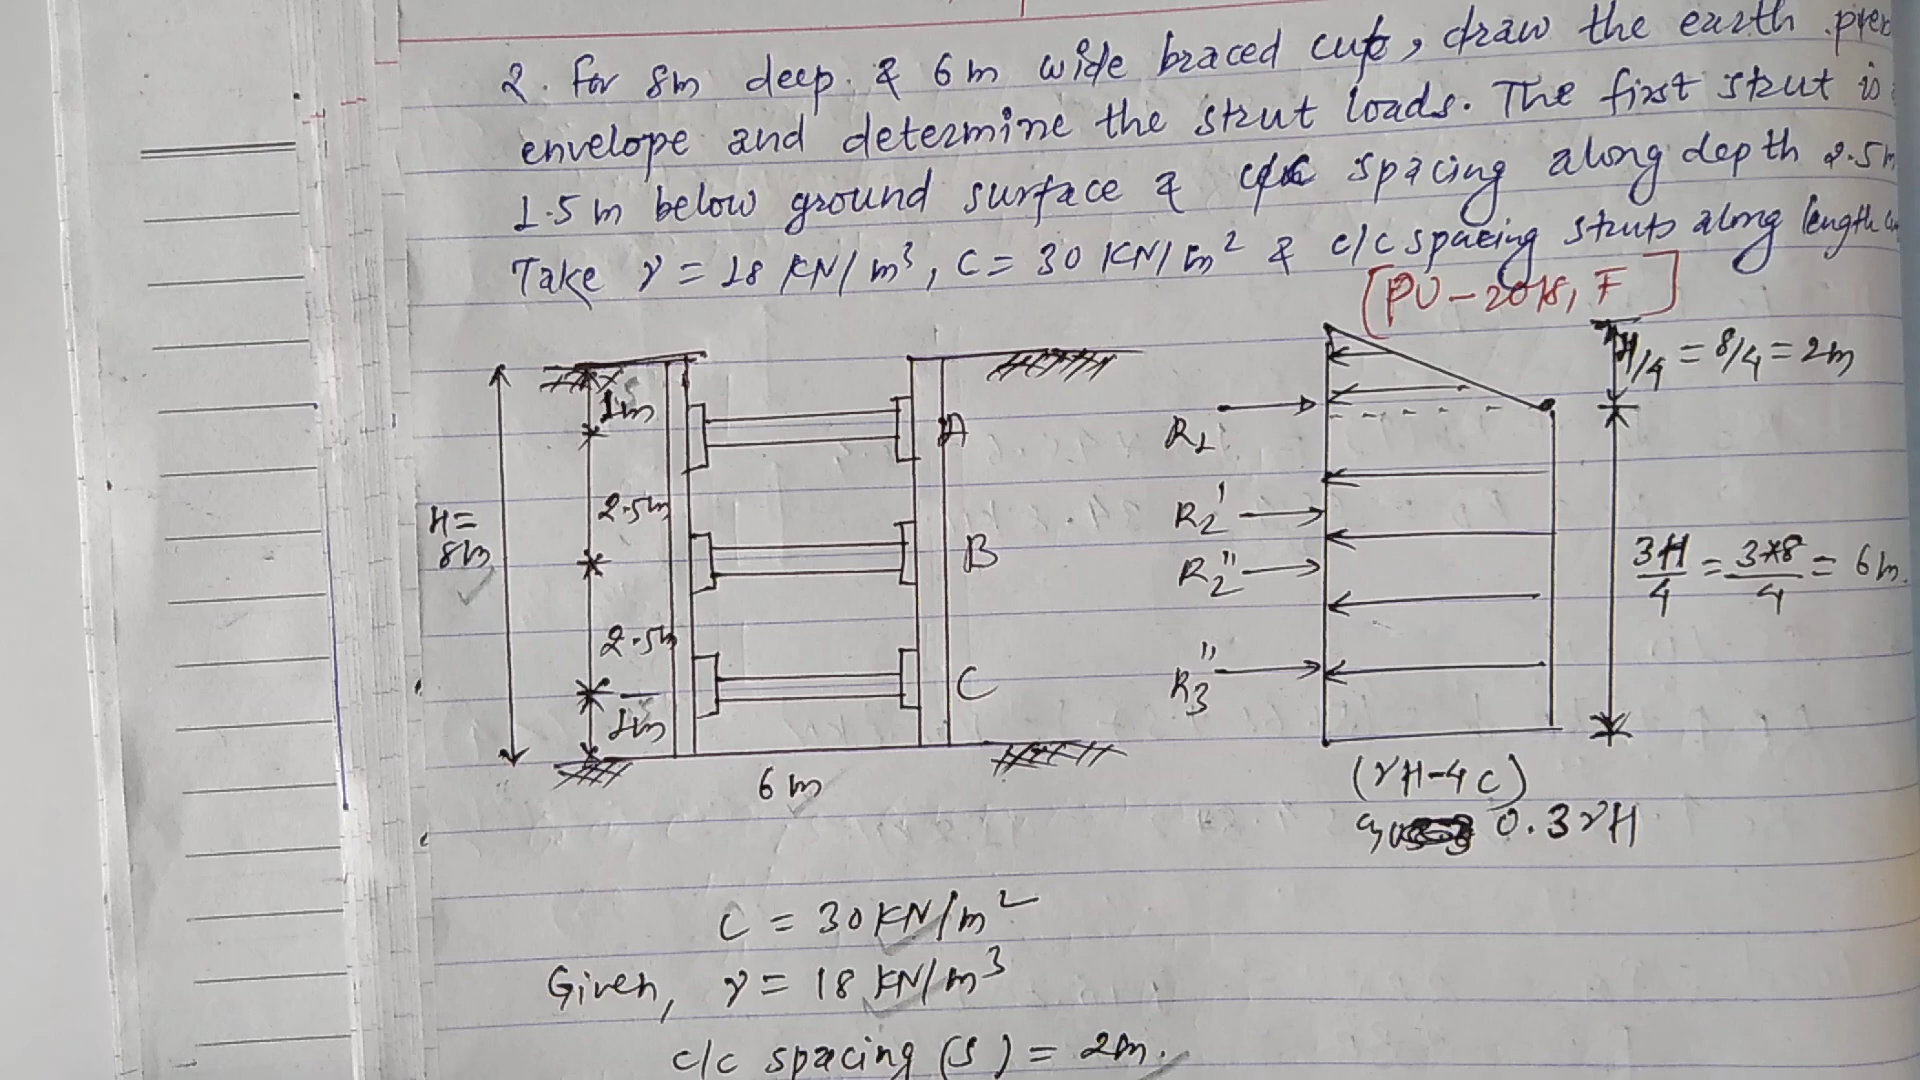 2. For 8m deep & 6m wide braced cut, draw the earth
envelope and determine the strut loads. The first strut is
1.5m below ground surface & c/c spacing along depth 2.5m
Take γ = 18 KN/m³, C = 30 KN/m² & c/c spacing struts along length
[PU-2018, F]
H/4 = 8/4 = 2m
1m
A
R1
2.5m
H=
8m
B
R2'
R2''
3H/4 = 3*8/4 = 6m.
2.5m
C
R3''
1m
6m
(γH-4C)
0.3γH
C = 30KN/m²
Given, γ = 18 KN/m³
c/c spacing (S) = 2m.